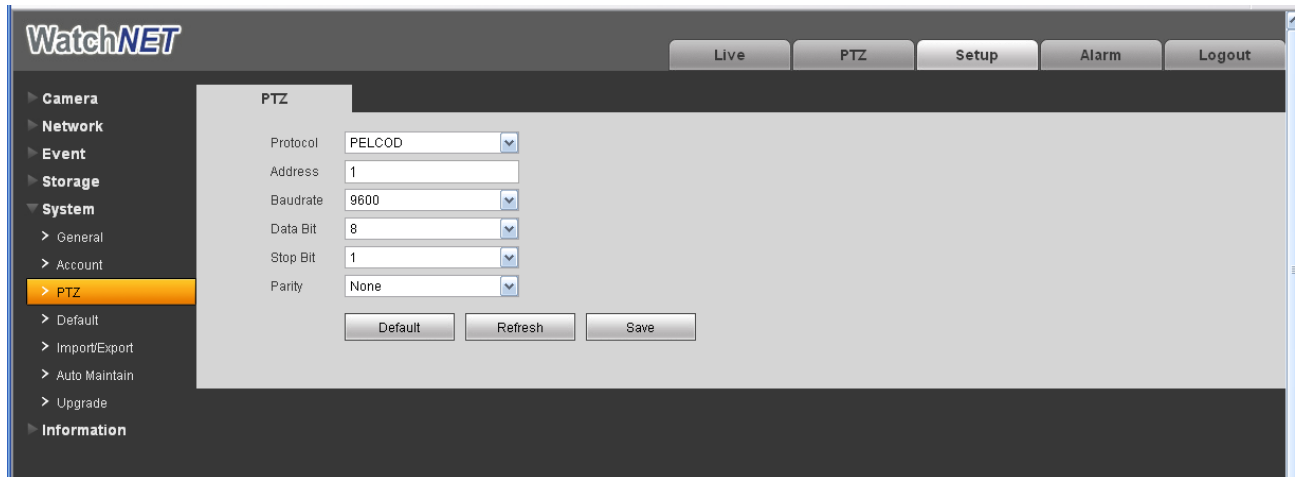 WatchNET
Live PTZ Setup Alarm Logout
Camera
Network
Event
Storage
System
> General
> Account
> PTZ
> Default
> Import/Export
> Auto Maintain
> Upgrade
Information
PTZ
Protocol PELCOD
Address 1
Baudrate 9600
Data Bit 8
Stop Bit 1
Parity None
Default Refresh Save